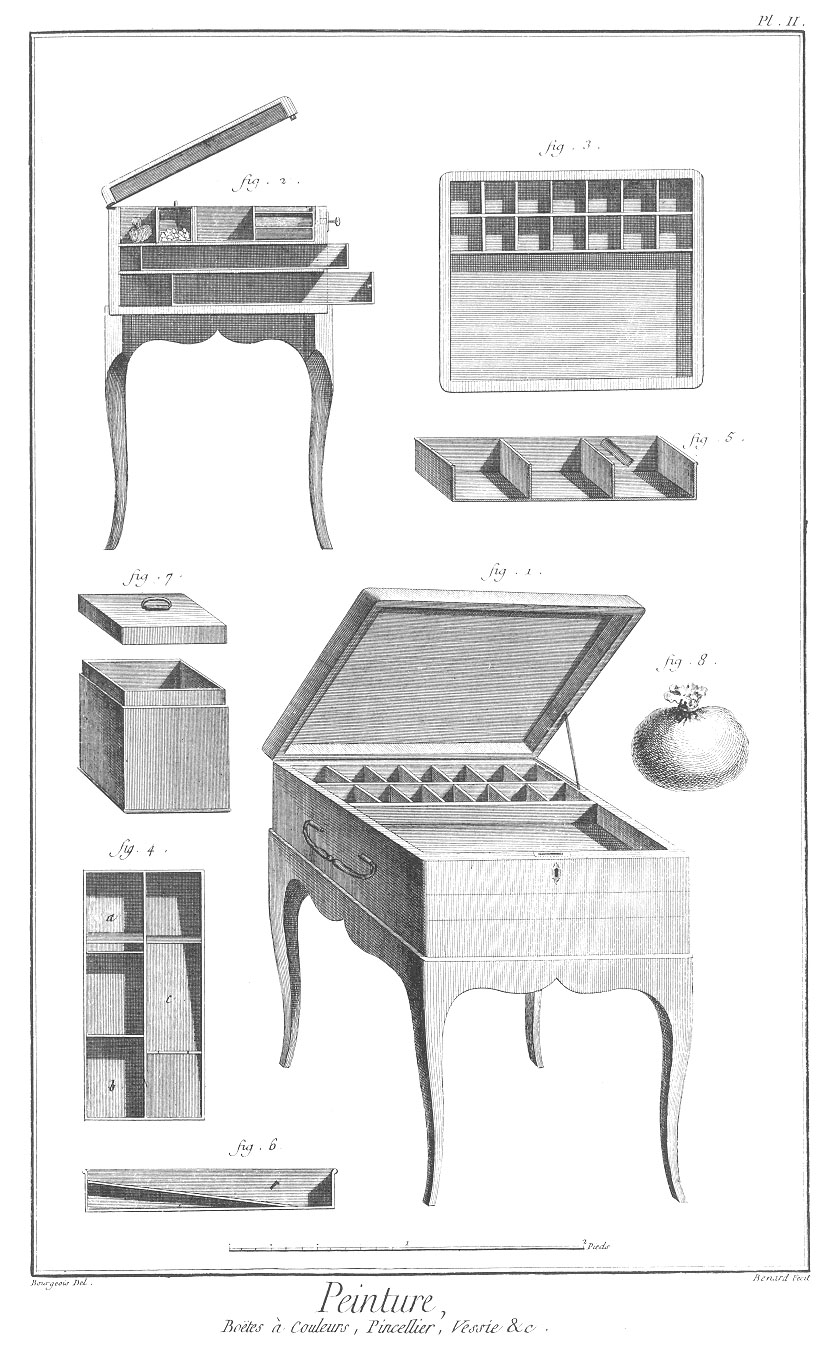 Pl . II .
fig . 2 .
fig . 3 .
fig . 5 .
fig . 7 .
fig . 1 .
fig . 8 .
fig . 4 .
a
c
b
fig . 6
1 2 Pieds
Bourgeois Del . Benard Fecit
Peinture,
Boëtes à Couleurs, Pincellier, Vessie &c .